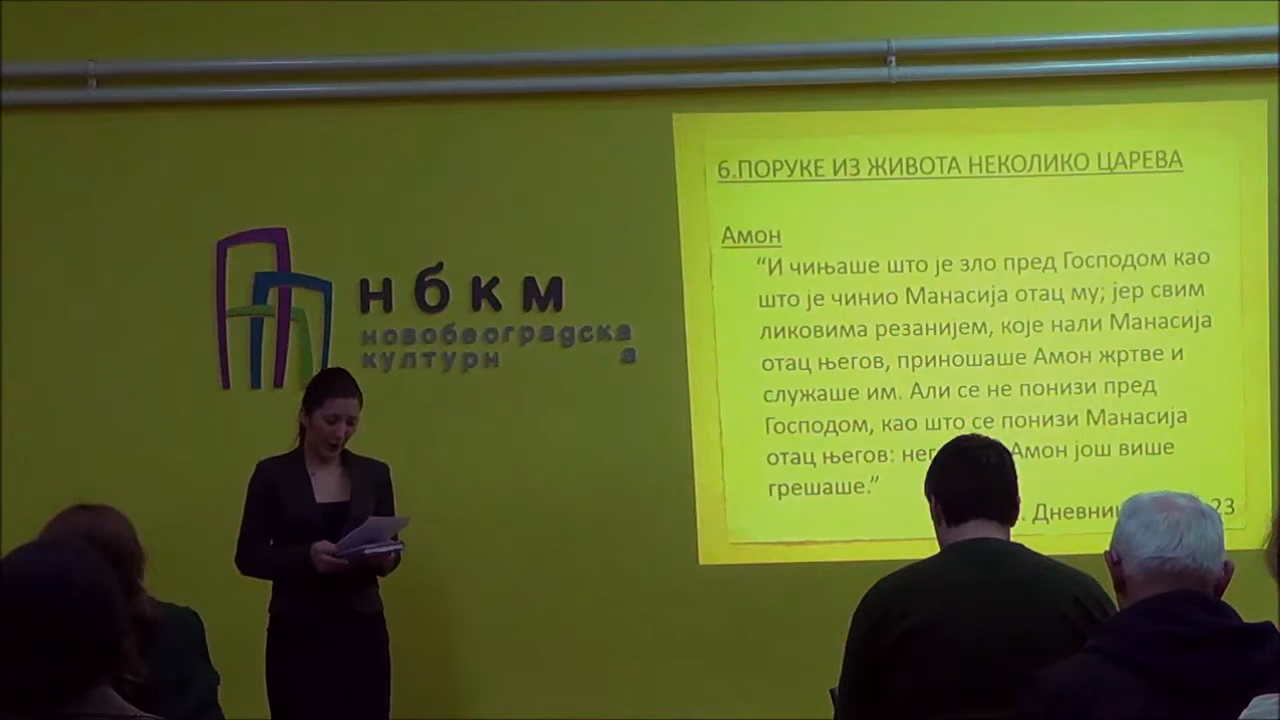 нбкм
новобеоградска
културн
а
6.ПОРУКЕ ИЗ ЖИВОТА НЕКОЛИКО ЦАРЕВА
Амон
“И чињаше што је зло пред Господом као
што је чинио Манасија отац му; јер свим
ликовима резанијем, које нали Манасија
отац његов, приношаше Амон жртве и
служаше им. Али се не понизи пред
Господом, као што се понизи Манасија
отац његов: Амон још више
грешаше.”
23